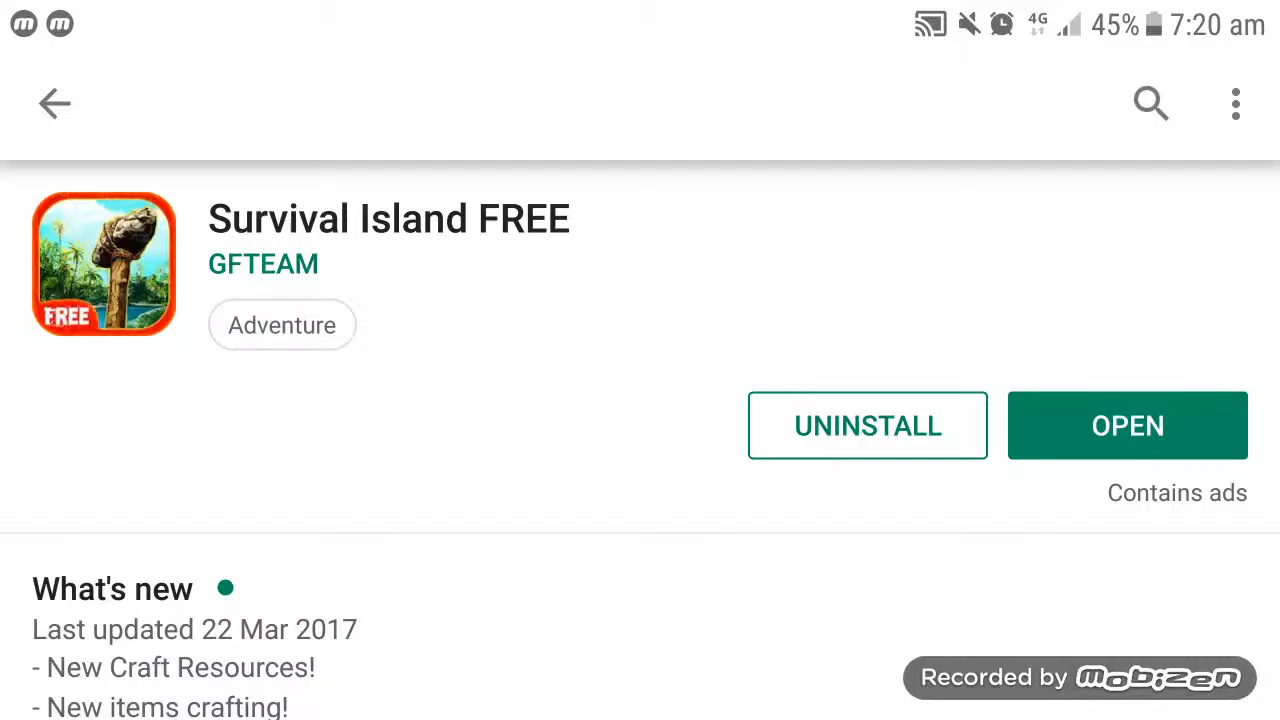 m m 4G 45% 7:20 am
Survival Island FREE
GFTEAM
FREE
Adventure
UNINSTALL OPEN
Contains ads
What's new
Last updated 22 Mar 2017
- New Craft Resources!
- New items crafting!
Recorded by mobizen